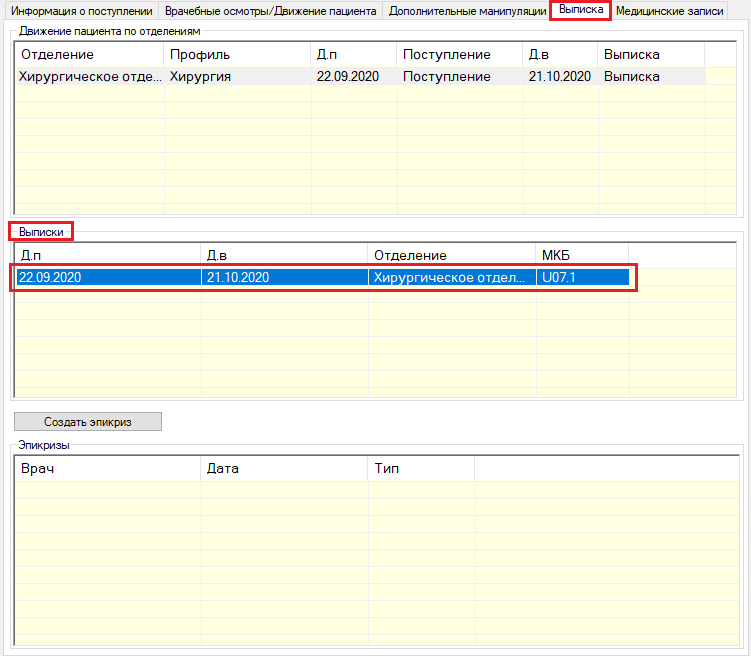 Информация о поступлении Врачебные осмотры/Движение пациента Дополнительные манипуляции Выписка Медицинские записи
Движение пациента по отделениям
Отделение Профиль Д.п Поступление Д.в Выписка
Хирургическое отде... Хирургия 22.09.2020 Поступление 21.10.2020 Выписка
Выписки
Д.п Д.в Отделение МКБ
22.09.2020 21.10.2020 Хирургическое отдел... U07.1
Создать эпикриз
Эпикризы
Врач Дата Тип